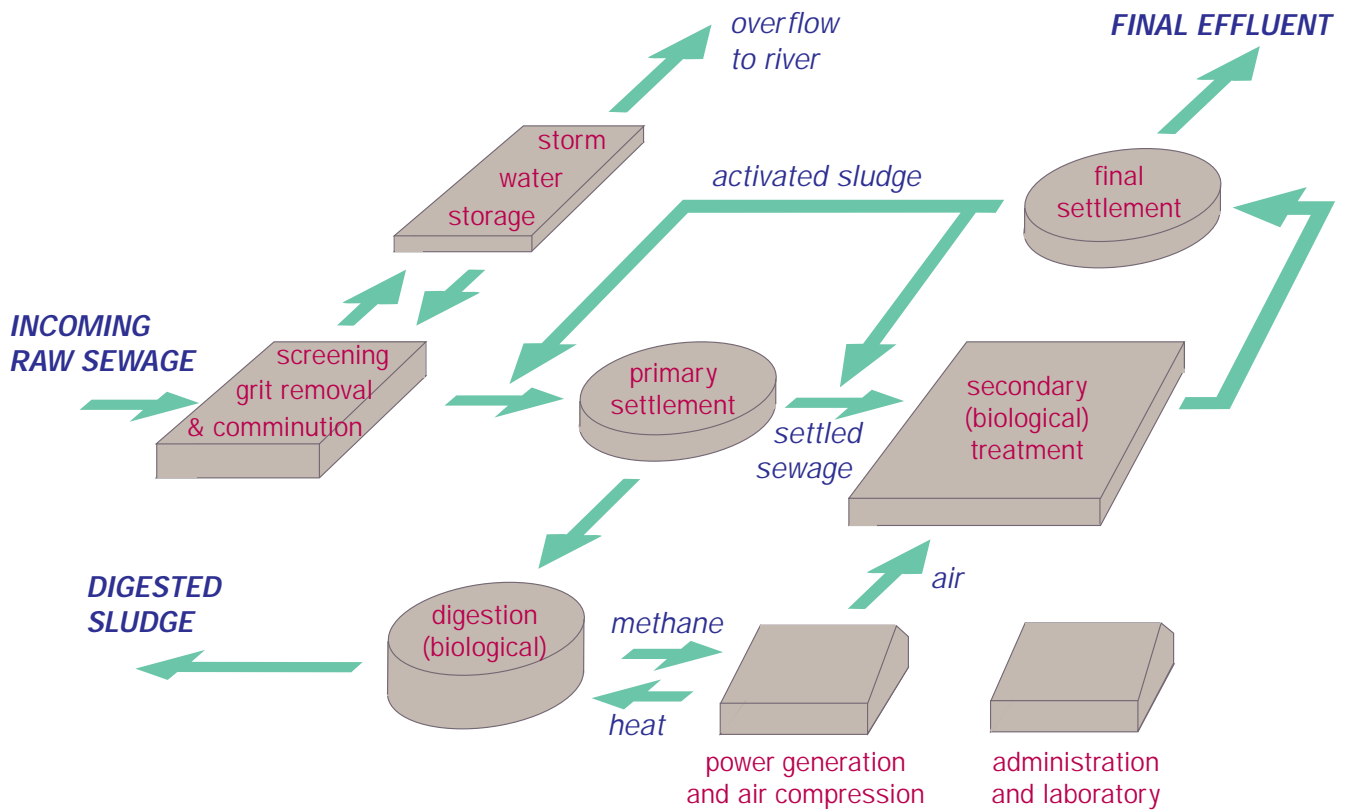 overflow
to river
FINAL EFFLUENT
storm
water
storage
activated sludge
final
settlement
INCOMING
RAW SEWAGE
screening
grit removal
& comminution
primary
settlement
settled
sewage
secondary
(biological)
treatment
DIGESTED
SLUDGE
digestion
(biological)
methane
heat
air
power generation
and air compression
administration
and laboratory